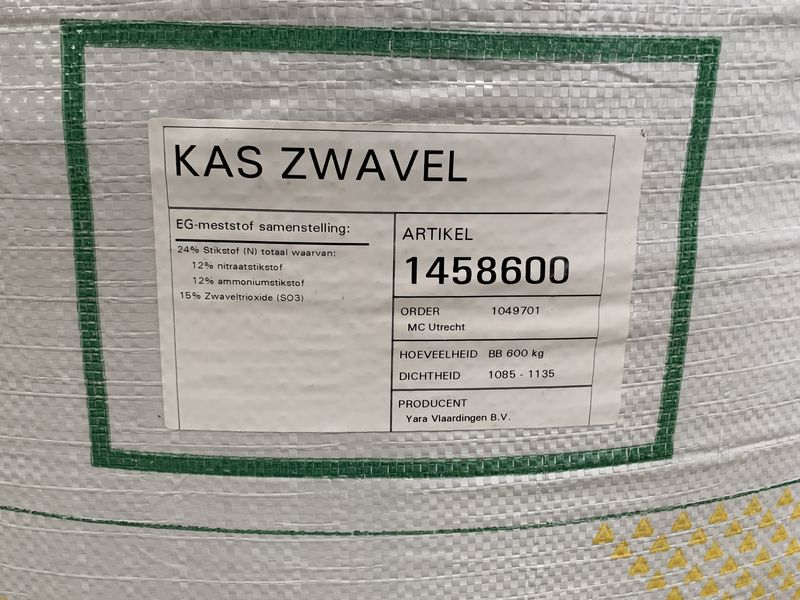 KAS ZWAVEL
EG-meststof samenstelling:
24% Stikstof (N) totaal waarvan:
12% nitraatstikstof
12% ammoniumstikstof
15% Zwaveltrioxide (SO3)
ARTIKEL
1458600
ORDER 1049701
MC Utrecht
HOEVEELHEID BB 600 kg
DICHTHEID 1085 - 1135
PRODUCENT
Yara Vlaardingen B.V.